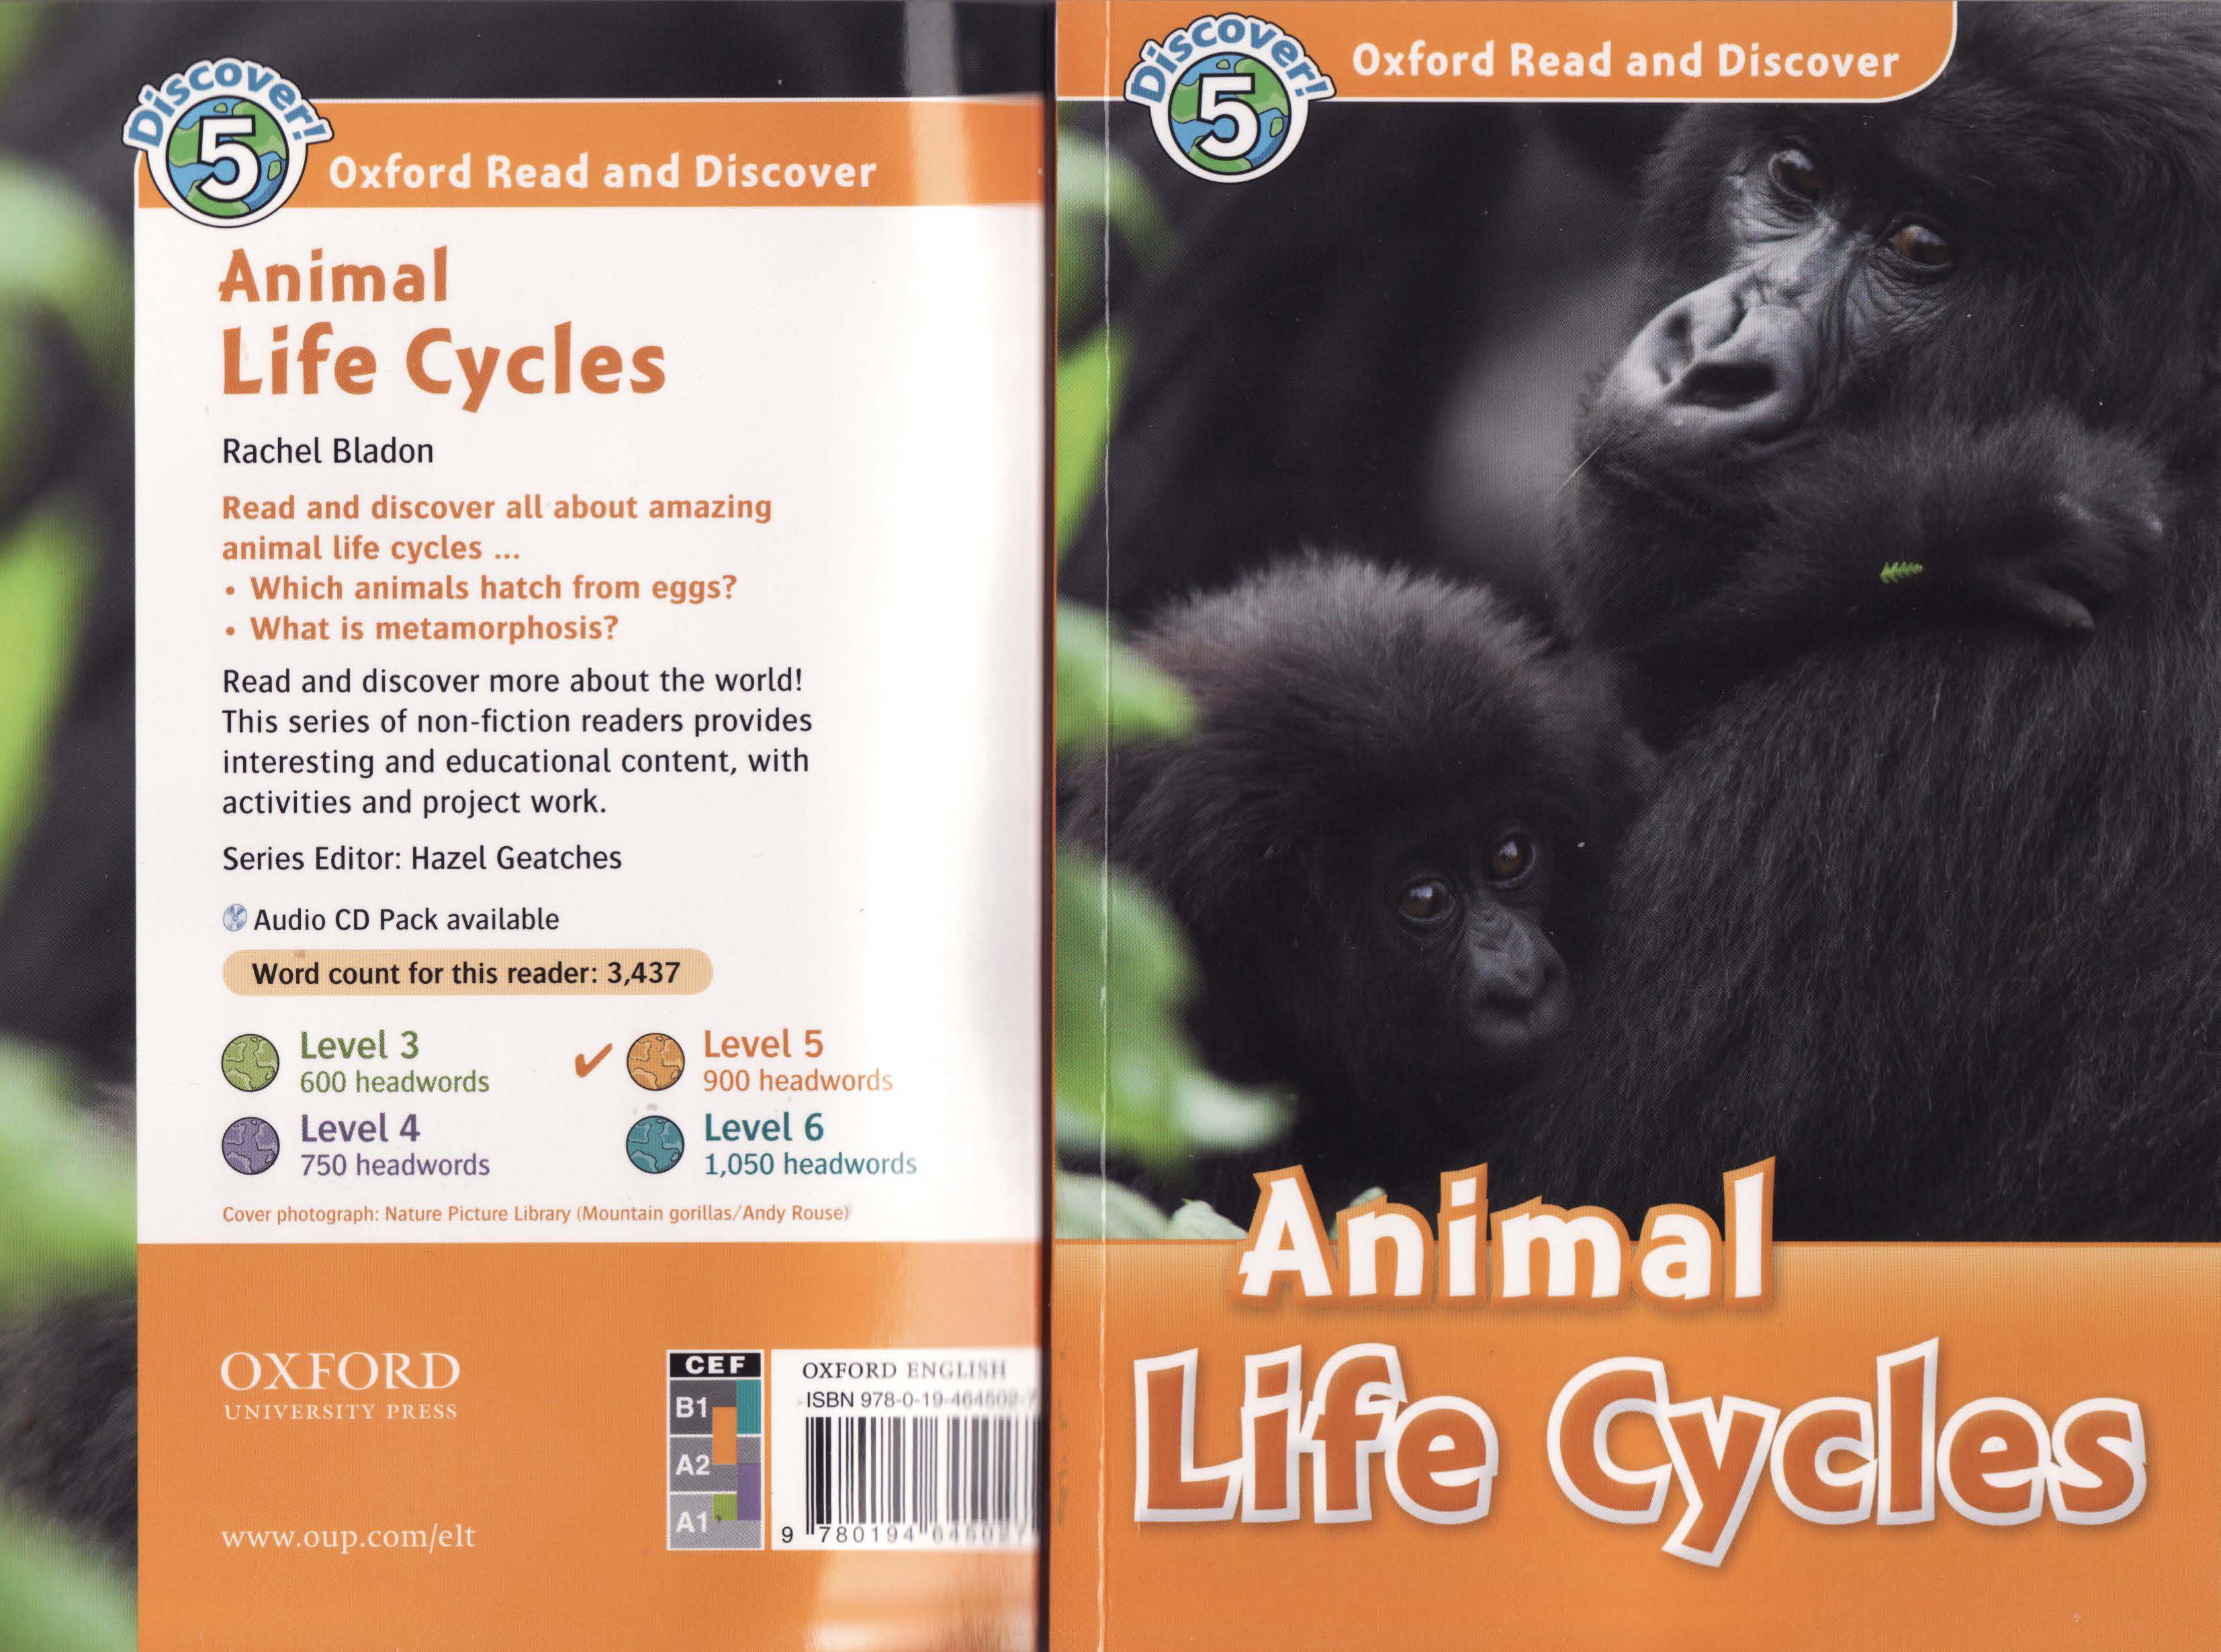 Discover!
5
Oxford Read and Discover
Animal
Life Cycles
Rachel Bladon
Read and discover all about amazing
animal life cycles ...
• Which animals hatch from eggs?
• What is metamorphosis?
Read and discover more about the world!
This series of non-fiction readers provides
interesting and educational content, with
activities and project work.
Series Editor: Hazel Geatches
Audio CD Pack available
Word count for this reader: 3,437
Level 3
600 headwords
Level 4
750 headwords
✓ Level 5
900 headwords
Level 6
1,050 headwords
Cover photograph: Nature Picture Library (Mountain gorillas/Andy Rouse)
OXFORD
UNIVERSITY PRESS
www.oup.com/elt
CEF
B1
A2
A1
OXFORD ENGLISH
ISBN 978-0-19-464502-7
9 780194 645027
Discover!
5
Oxford Read and Discover
Animal
Life Cycles